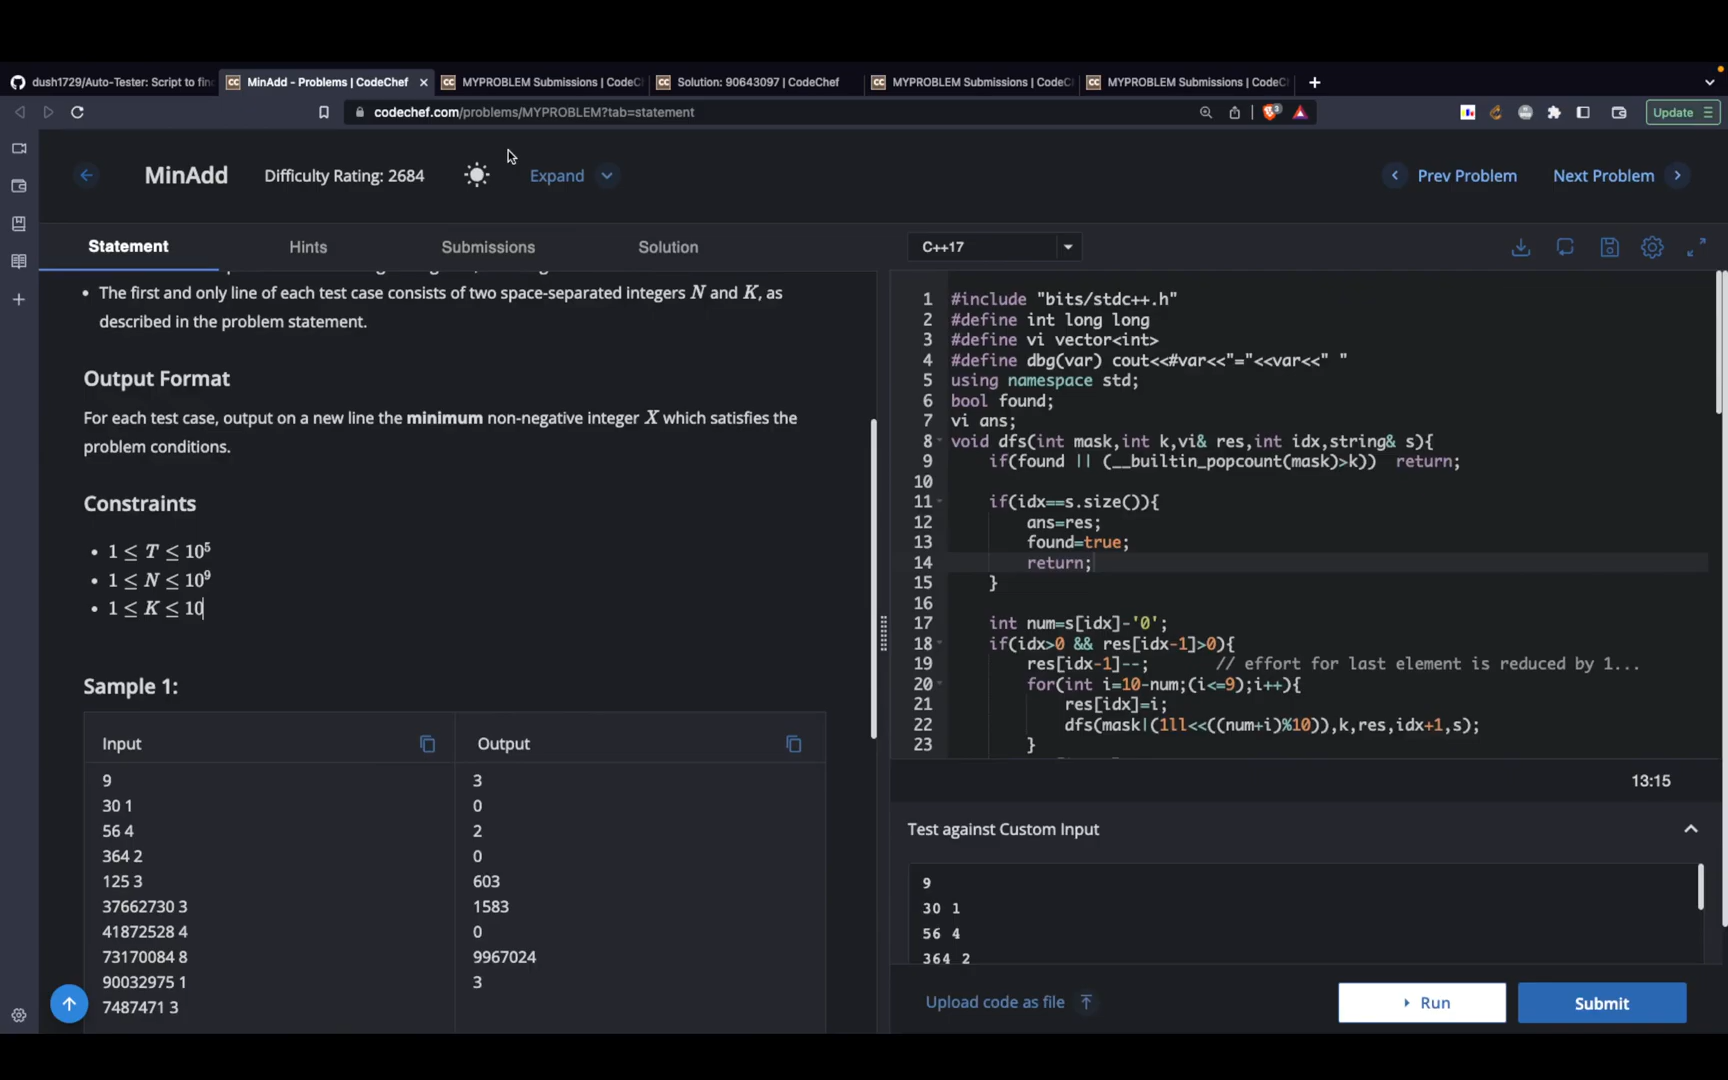 dush1729/Auto-Tester: Script to fin
MinAdd - Problems | CodeChef
MYPROBLEM Submissions | CodeC
Solution: 90643097 | CodeChef
MYPROBLEM Submissions | CodeC
MYPROBLEM Submissions | CodeC
codechef.com/problems/MYPROBLEM?tab=statement
3
Update
MinAdd
Difficulty Rating: 2684
Expand
Prev Problem
Next Problem
Statement
Hints
Submissions
Solution
• The first and only line of each test case consists of two space-separated integers N and K, as
described in the problem statement.
Output Format
For each test case, output on a new line the minimum non-negative integer X which satisfies the
problem conditions.
Constraints
• 1 ≤ T ≤ 10⁵
• 1 ≤ N ≤ 10⁹
• 1 ≤ K ≤ 10
Sample 1:
Input
Output
9
30 1
56 4
364 2
125 3
37662730 3
41872528 4
73170084 8
90032975 1
7487471 3
3
0
2
0
603
1583
0
9967024
3
C++17
1 #include "bits/stdc++.h"
2 #define int long long
3 #define vi vector<int>
4 #define dbg(var) cout<<#var<<"="<<var<<" "
5 using namespace std;
6 bool found;
7 vi ans;
8 void dfs(int mask,int k,vi& res,int idx,string& s){
9 if(found || (__builtin_popcount(mask)>k)) return;
10
11 if(idx==s.size()){
12 ans=res;
13 found=true;
14 return;
15 }
16
17 int num=s[idx]-'0';
18 if(idx>0 && res[idx-1]>0){
19 res[idx-1]--; // effort for last element is reduced by 1...
20 for(int i=10-num;(i<=9);i++){
21 res[idx]=i;
22 dfs(mask|(1ll<<((num+i)%10)),k,res,idx+1,s);
23 }
13:15
Test against Custom Input
9
30 1
56 4
364 2
Upload code as file
Run
Submit